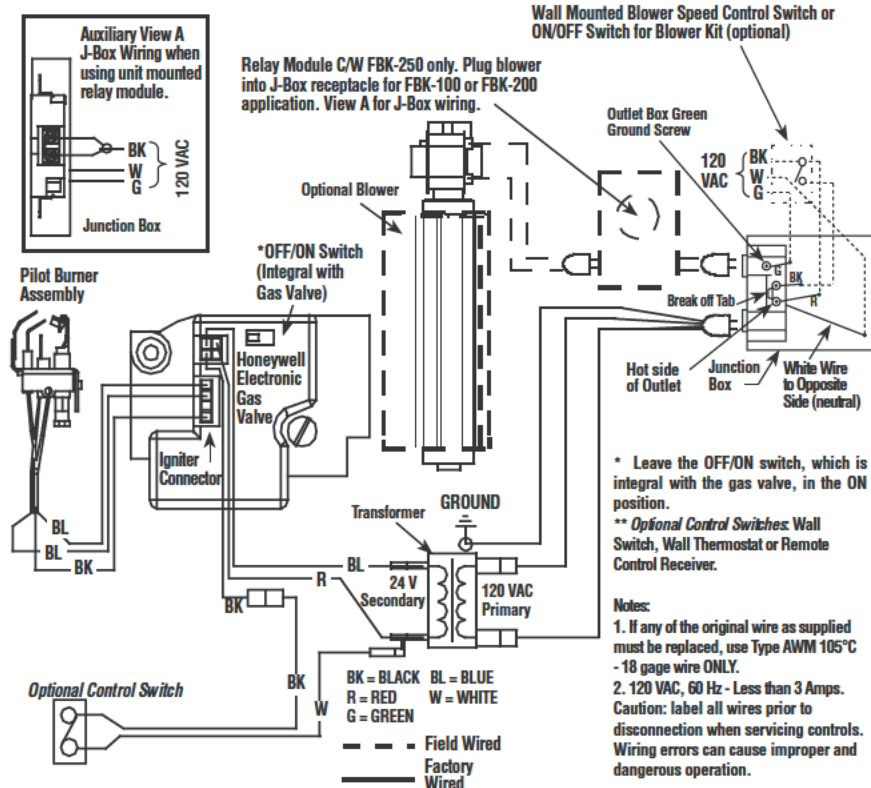 Wall Mounted Blower Speed Control Switch or
ON/OFF Switch for Blower Kit (optional)
Auxiliary View A
J-Box Wiring when
using unit mounted
relay module.
BK
W
G
120 VAC
Junction Box
Relay Module C/W FBK-250 only. Plug blower
into J-Box receptacle for FBK-100 or FBK-200
application. View A for J-Box wiring.
Outlet Box Green
Ground Screw
120
VAC
BK
W
G
Optional Blower
*OFF/ON Switch
(Integral with
Gas Valve)
Pilot Burner
Assembly
Honeywell
Electronic
Gas
Valve
Igniter
Connector
G
BK
R
Break off Tab
Hot side
of Outlet
Junction
Box
White Wire
to Opposite
Side (neutral)
BL
BL
BK
GROUND
Transformer
BL
R
24 V
Secondary
120 VAC
Primary
BK
BK
W
Optional Control Switch
BK = BLACK BL = BLUE
R = RED W = WHITE
G = GREEN
Field Wired
Factory
Wired
* Leave the OFF/ON switch, which is
integral with the gas valve, in the ON
position.
** Optional Control Switches: Wall
Switch, Wall Thermostat or Remote
Control Receiver.
Notes:
1. If any of the original wire as supplied
must be replaced, use Type AWM 105°C
- 18 gage wire ONLY.
2. 120 VAC, 60 Hz - Less than 3 Amps.
Caution: label all wires prior to
disconnection when servicing controls.
Wiring errors can cause improper and
dangerous operation.